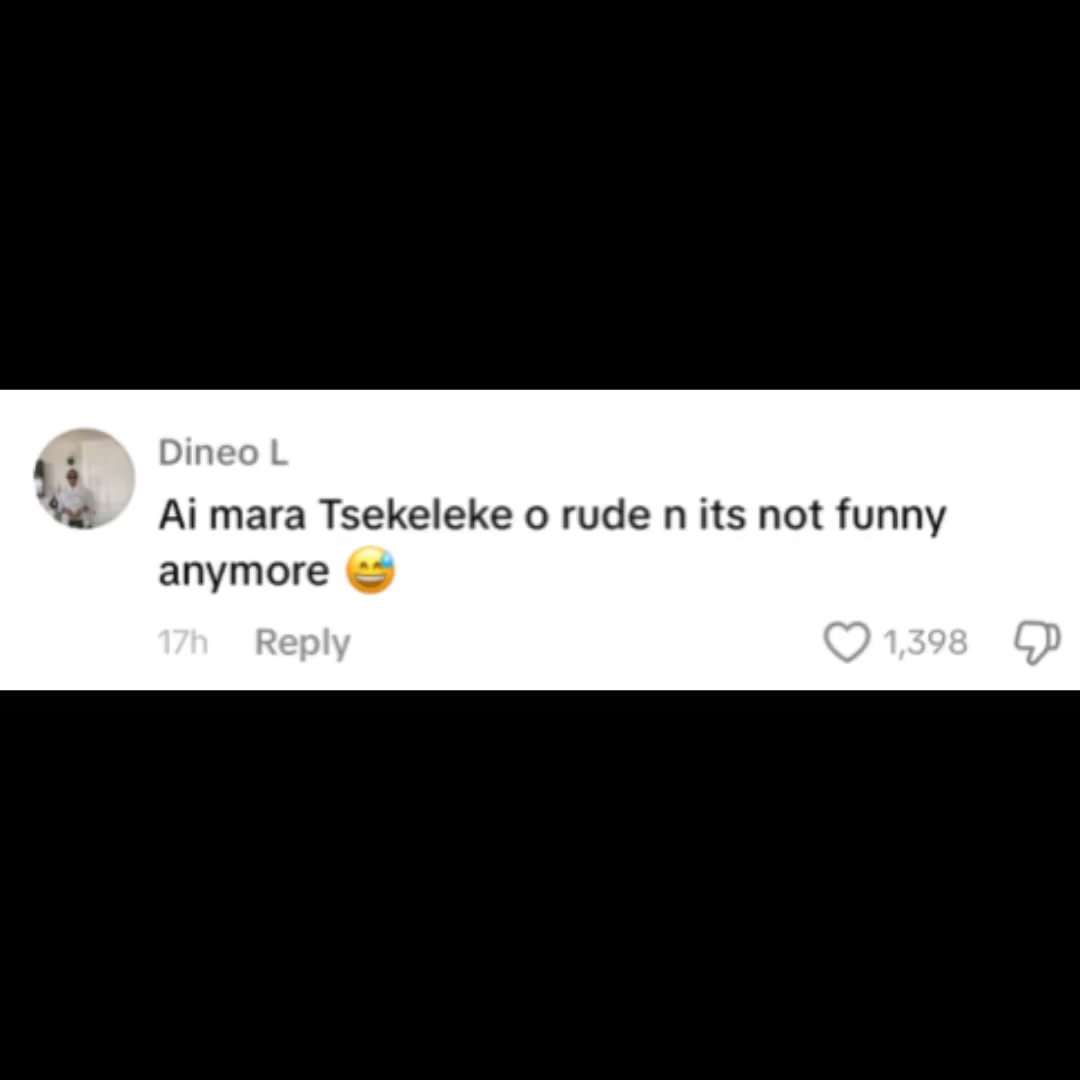 Dineo L
Ai mara Tsekeleke o rude n its not funny
anymore 😅
17h Reply 1,398